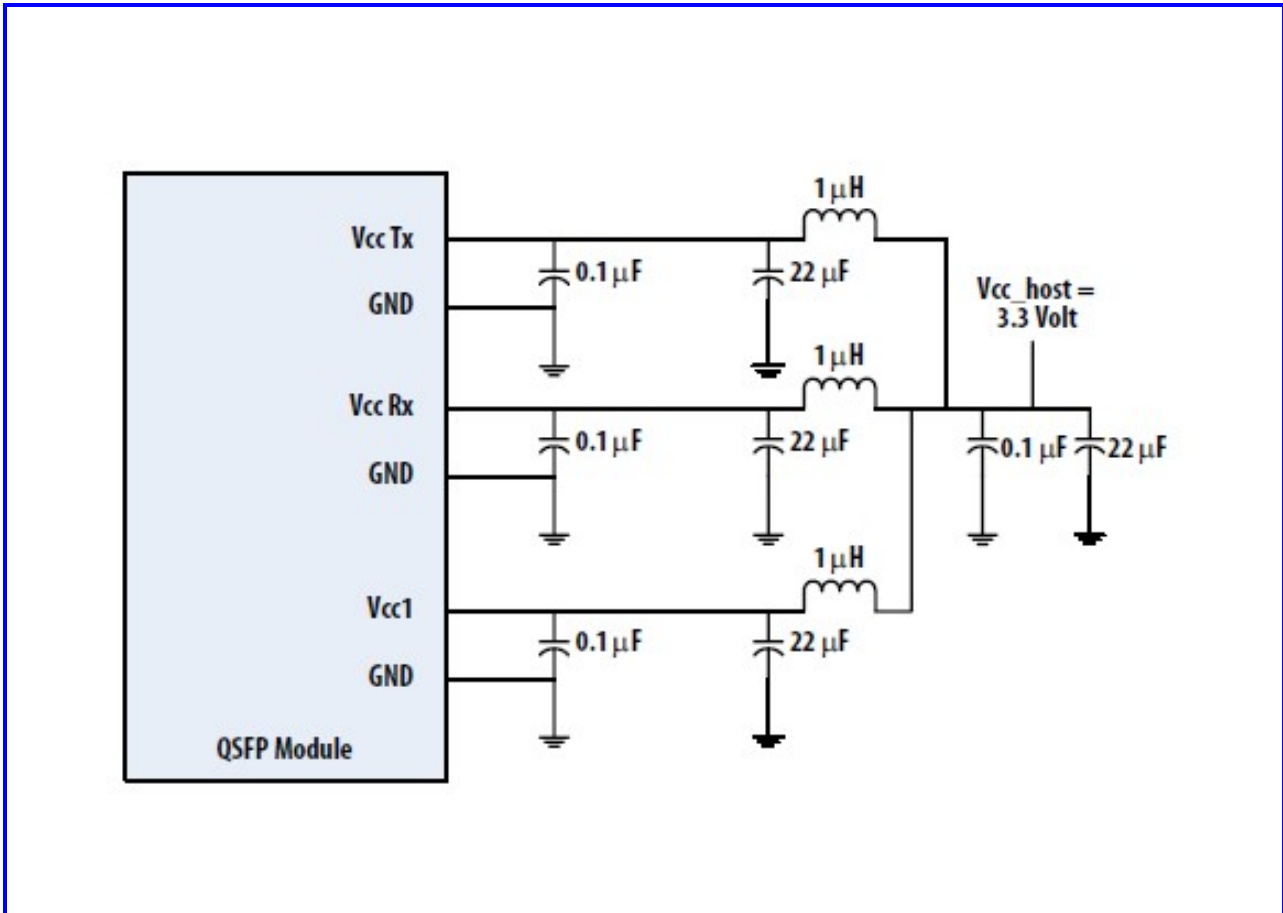 1 μH
Vcc Tx
0.1 μF
22 μF
GND
Vcc_host =
3.3 Volt
1 μH
Vcc Rx
0.1 μF
22 μF
0.1 μF
22 μF
GND
1 μH
Vcc1
0.1 μF
22 μF
GND
QSFP Module